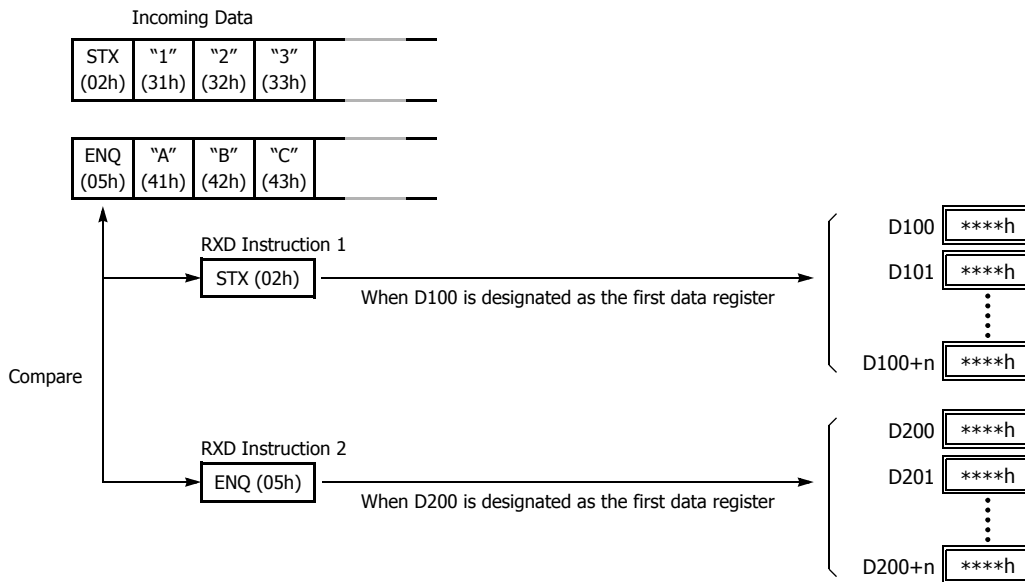 Incoming Data
STX “1” “2” “3”
(02h) (31h) (32h) (33h)
ENQ “A” “B” “C”
(05h) (41h) (42h) (43h)
RXD Instruction 1
STX (02h)
When D100 is designated as the first data register
D100 ****h
D101 ****h
D100+n ****h
Compare
RXD Instruction 2
ENQ (05h)
When D200 is designated as the first data register
D200 ****h
D201 ****h
D200+n ****h